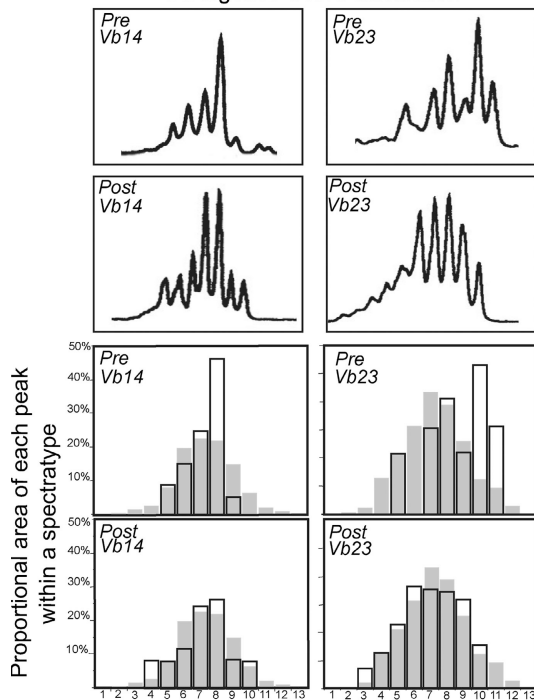 Pre
Vb14
Pre
Vb23
Post
Vb14
Post
Vb23
Proportional area of each peak
within a spectratype
50%
40%
30%
20%
10%
Pre
Vb14
Pre
Vb23
50%
40%
30%
20%
10%
Post
Vb14
Post
Vb23
1 2 3 4 5 6 7 8 9 10 11 12 13
1 2 3 4 5 6 7 8 9 10 11 12 13